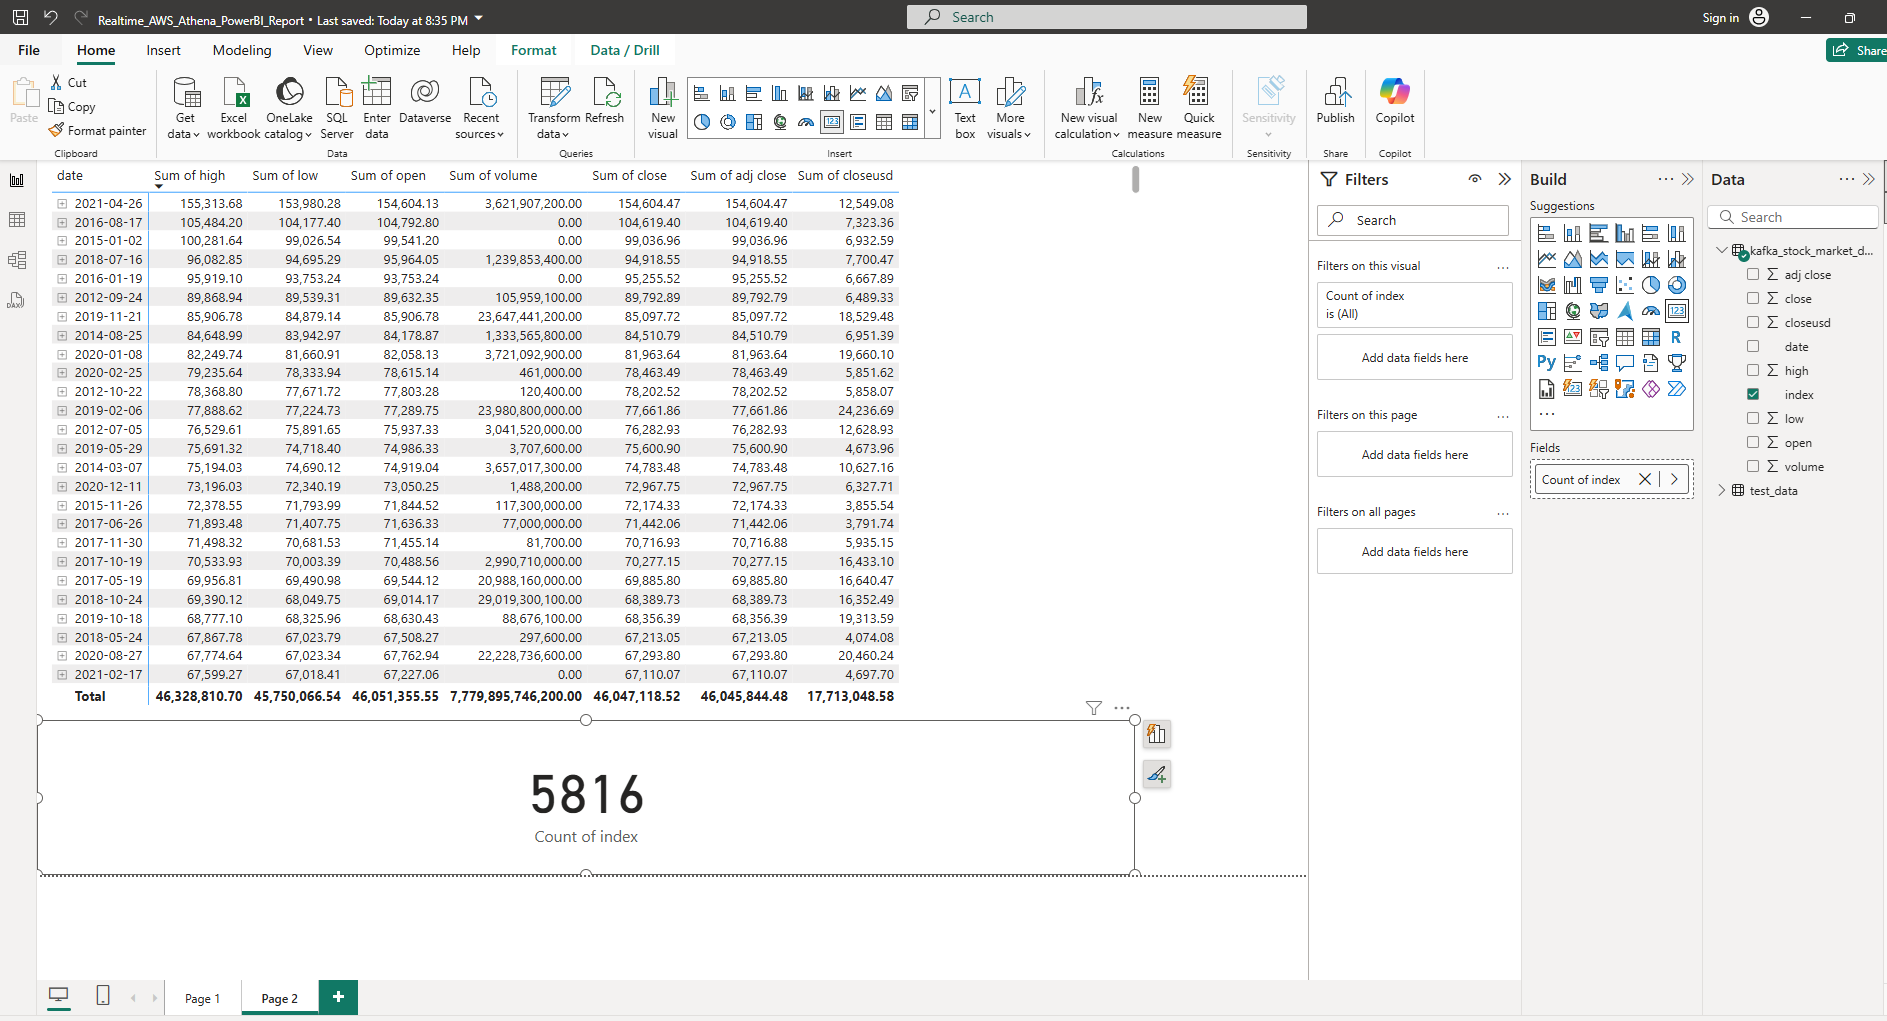 Realtime_AWS_Athena_PowerBI_Report • Last saved: Today at 8:35 PM
Search
Sign in
File Home Insert Modeling View Optimize Help Format Data / Drill
Share
Paste
Cut
Copy
Format painter
Clipboard
Get data
Excel workbook
OneLake catalog
SQL Server
Enter data
Dataverse
Recent sources
Data
Transform data
Refresh
Queries
New visual
123
A
Text box
More visuals
Insert
fx
New visual calculation
New measure
Quick measure
Calculations
Sensitivity
Sensitivity
Publish
Share
Copilot
Copilot
DAX
date Sum of high Sum of low Sum of open Sum of volume Sum of close Sum of adj close Sum of closeusd
2021-04-26 155,313.68 153,980.28 154,604.13 3,621,907,200.00 154,604.47 154,604.47 12,549.08
2016-08-17 105,484.20 104,177.40 104,792.80 0.00 104,619.40 104,619.40 7,323.36
2015-01-02 100,281.64 99,026.54 99,541.20 0.00 99,036.96 99,036.96 6,932.59
2018-07-16 96,082.85 94,695.29 95,964.05 1,239,853,400.00 94,918.55 94,918.55 7,700.47
2016-01-19 95,919.10 93,753.24 93,753.24 0.00 95,255.52 95,255.52 6,667.89
2012-09-24 89,868.94 89,539.31 89,632.35 105,959,100.00 89,792.89 89,792.79 6,489.33
2019-11-21 85,906.78 84,879.14 85,906.78 23,647,441,200.00 85,097.72 85,097.72 18,529.48
2014-08-25 84,648.99 83,942.97 84,178.87 1,333,565,800.00 84,510.79 84,510.79 6,951.39
2020-01-08 82,249.74 81,660.91 82,058.13 3,721,092,900.00 81,963.64 81,963.64 19,660.10
2020-02-25 79,235.64 78,333.94 78,615.14 461,000.00 78,463.49 78,463.49 5,851.62
2012-10-22 78,368.80 77,671.72 77,803.28 120,400.00 78,202.52 78,202.52 5,858.07
2019-02-06 77,888.62 77,224.73 77,289.75 23,980,800,000.00 77,661.86 77,661.86 24,236.69
2012-07-05 76,529.61 75,891.65 75,937.33 3,041,520,000.00 76,282.93 76,282.93 12,628.93
2019-05-29 75,691.32 74,718.40 74,986.33 3,707,600.00 75,600.90 75,600.90 4,673.96
2014-03-07 75,194.03 74,690.12 74,919.04 3,657,017,300.00 74,783.48 74,783.48 10,627.16
2020-12-11 73,196.03 72,340.19 73,050.25 1,488,200.00 72,967.75 72,967.75 6,327.71
2015-11-26 72,378.55 71,793.99 71,844.52 117,300,000.00 72,174.33 72,174.33 3,855.54
2017-06-26 71,893.48 71,407.75 71,636.33 77,000,000.00 71,442.06 71,442.06 3,791.74
2017-11-30 71,498.32 70,681.53 71,455.14 81,700.00 70,716.93 70,716.88 5,935.15
2017-10-19 70,533.93 70,003.39 70,488.56 2,990,710,000.00 70,277.15 70,277.15 16,433.10
2017-05-19 69,956.81 69,490.98 69,544.12 20,988,160,000.00 69,885.80 69,885.80 16,640.47
2018-10-24 69,390.12 68,049.75 69,014.17 29,019,300,100.00 68,389.73 68,389.73 16,352.49
2019-10-18 68,777.10 68,325.96 68,630.43 88,676,100.00 68,356.39 68,356.39 19,313.59
2018-05-24 67,867.78 67,023.79 67,508.27 297,600.00 67,213.05 67,213.05 4,074.08
2020-08-27 67,774.64 67,023.34 67,762.94 22,228,736,600.00 67,293.80 67,293.80 20,460.24
2021-02-17 67,599.27 67,018.41 67,227.06 0.00 67,110.07 67,110.07 4,697.70
Total 46,328,810.70 45,750,066.54 46,051,355.55 7,779,895,746,200.00 46,047,118.52 46,045,844.48 17,713,048.58
5816
Count of index
Filters
Search
Filters on this visual
Count of index
is (All)
Add data fields here
Filters on this page
Add data fields here
Filters on all pages
Add data fields here
Build
Suggestions
123
R
Py
123
Fields
Count of index
Data
Search
kafka_stock_market_d...
adj close
close
closeusd
date
high
index
low
open
volume
test_data
Page 1
Page 2